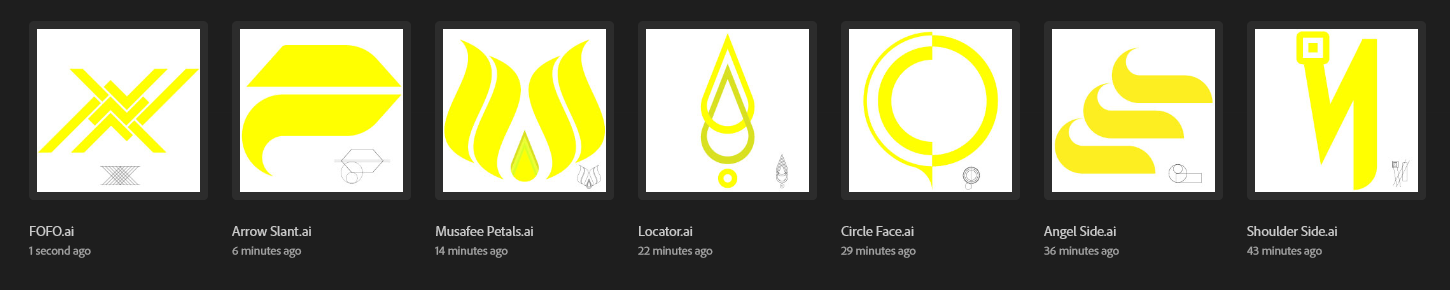 FOFO.ai
1 second ago
Arrow Slant.ai
6 minutes ago
Musafee Petals.ai
14 minutes ago
Locator.ai
22 minutes ago
Circle Face.ai
29 minutes ago
Angel Side.ai
36 minutes ago
Shoulder Side.ai
43 minutes ago